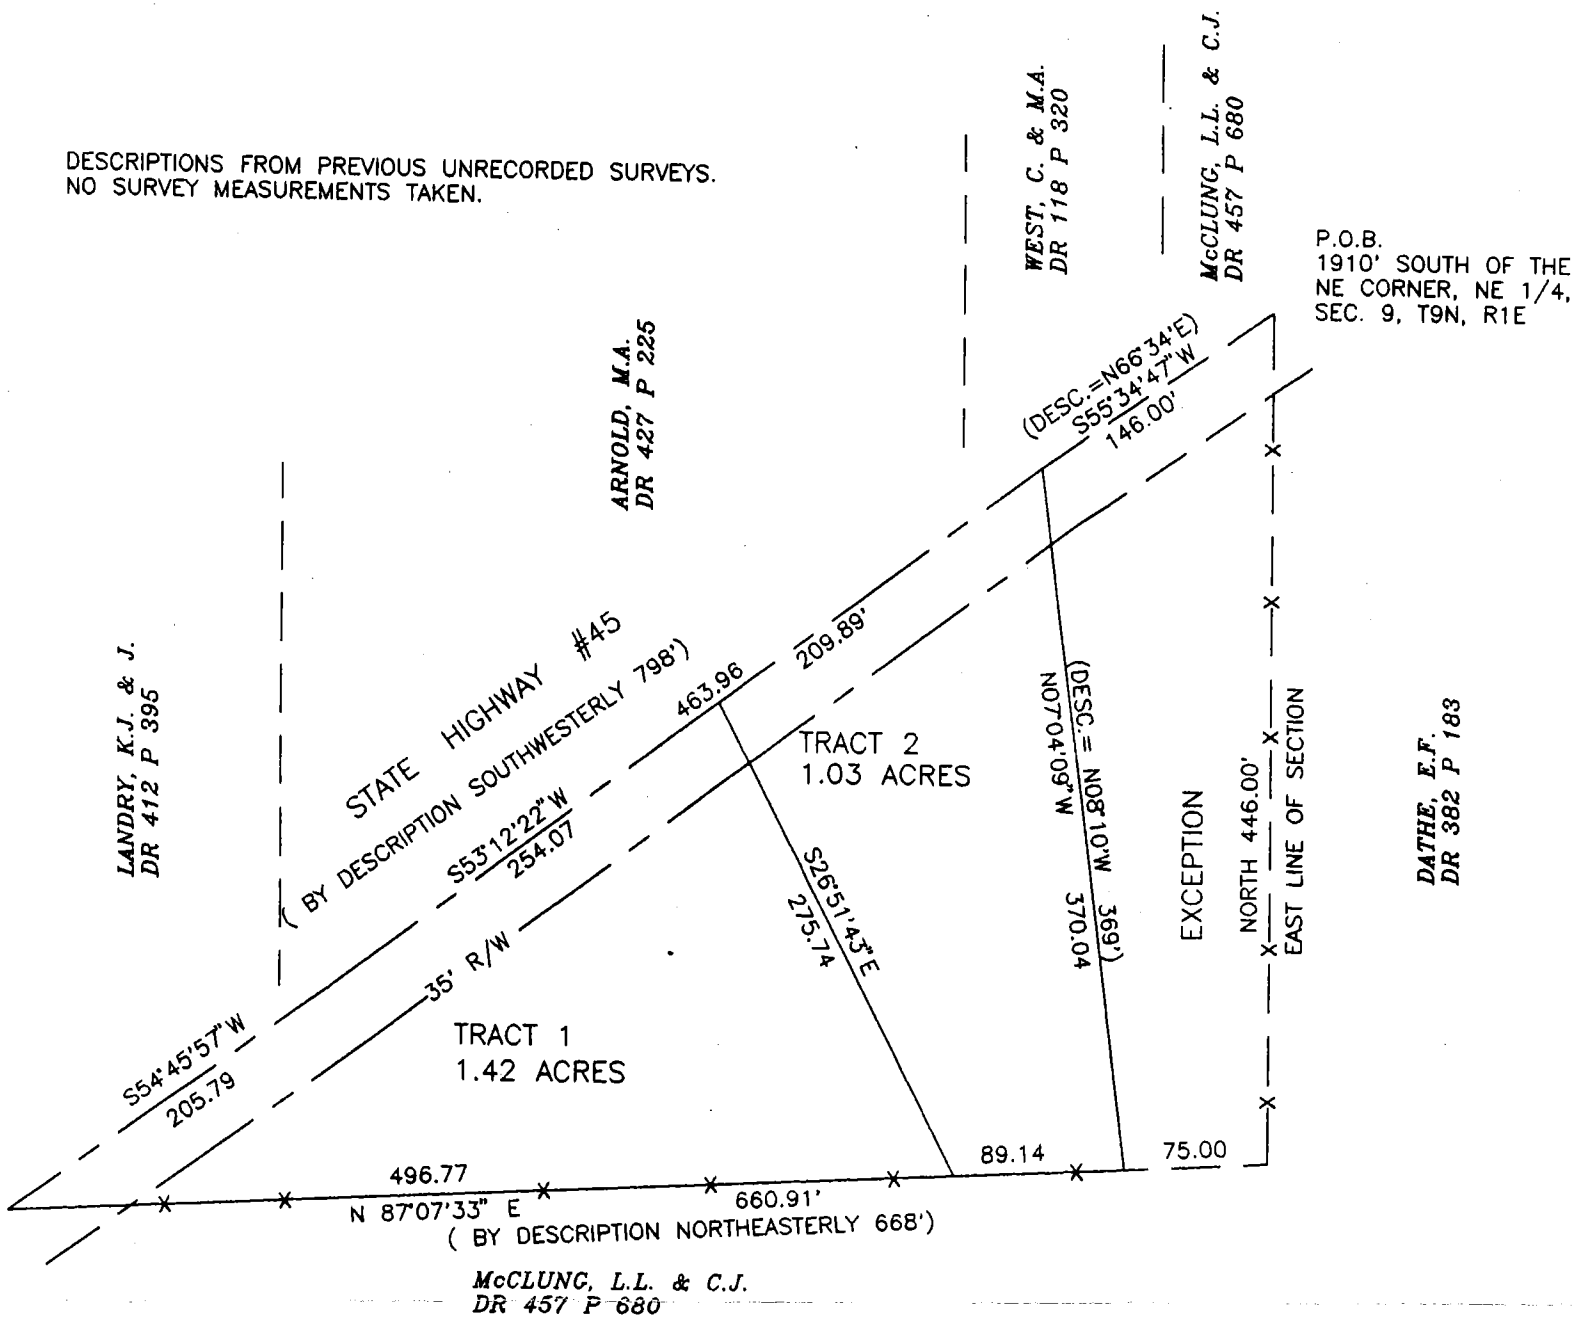 DESCRIPTIONS FROM PREVIOUS UNRECORDED SURVEYS.
NO SURVEY MEASUREMENTS TAKEN.
WEST, C. & M.A.
DR 118 P 320
McCLUNG, L.L. & C.J.
DR 457 P 680
P.O.B.
1910' SOUTH OF THE
NE CORNER, NE 1/4,
SEC. 9, T9N, R1E
ARNOLD, M.A.
DR 427 P 225
(DESC.=N66°34'E)
S55°34'47"W
146.00'
LANDRY, K.J. & J.
DR 412 P 395
STATE HIGHWAY #45
( BY DESCRIPTION SOUTHWESTERLY 798')
463.96
209.89'
S53°12'22"W
254.07
35' R/W
TRACT 2
1.03 ACRES
(DESC.= N08°10'W 369')
N07°04'09"W 370.04
S26°51'43"E
275.74
EXCEPTION
NORTH 446.00'
EAST LINE OF SECTION
DATHE, E.F.
DR 382 P 183
S54°45'57"W
205.79
TRACT 1
1.42 ACRES
496.77
89.14
75.00
N 87°07'33" E
660.91'
( BY DESCRIPTION NORTHEASTERLY 668')
McCLUNG, L.L. & C.J.
DR 457 P 680